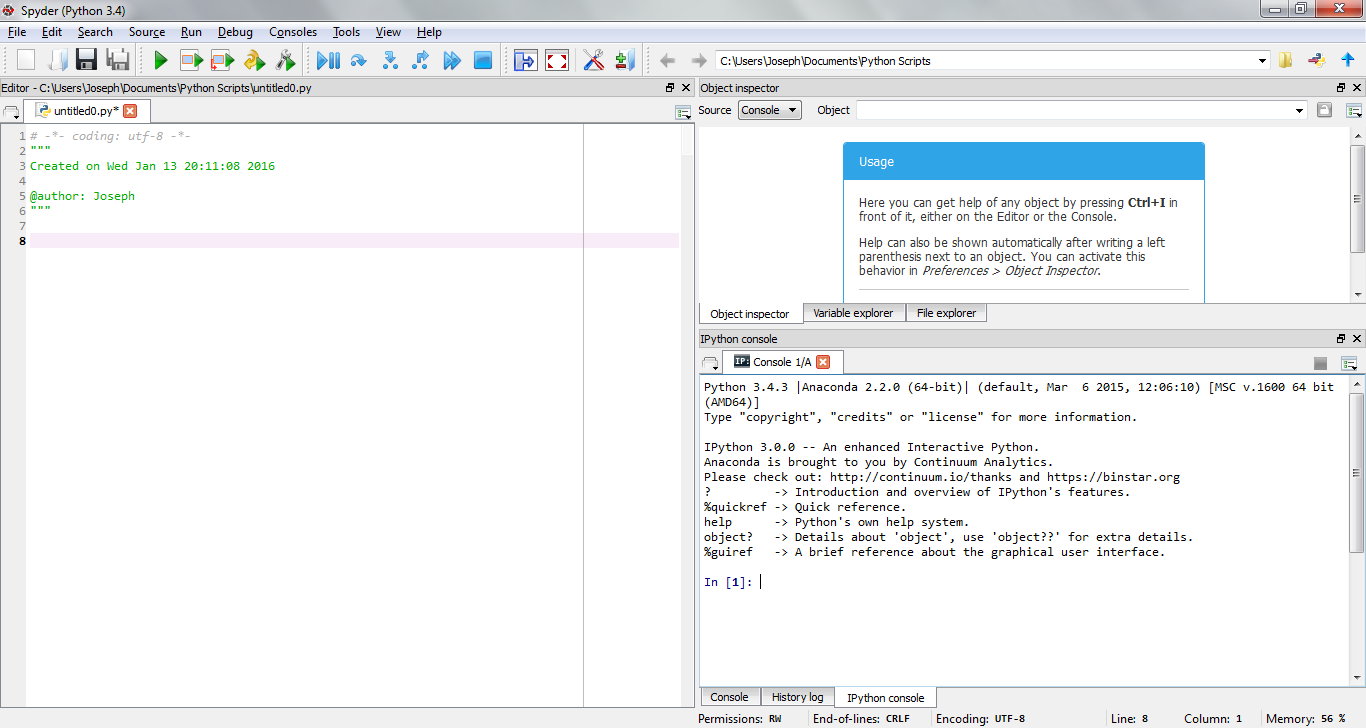 Spyder (Python 3.4)
File Edit Search Source Run Debug Consoles Tools View Help
C:\Users\Joseph\Documents\Python Scripts
Editor - C:\Users\Joseph\Documents\Python Scripts\untitled0.py
untitled0.py*
1 # -*- coding: utf-8 -*-
2 """
3 Created on Wed Jan 13 20:11:08 2016
4
5 @author: Joseph
6 """
7
8
Object inspector
Source Console Object
Usage
Here you can get help of any object by pressing Ctrl+I in
front of it, either on the Editor or the Console.
Help can also be shown automatically after writing a left
parenthesis next to an object. You can activate this
behavior in Preferences > Object Inspector.
Object inspector Variable explorer File explorer
IPython console
IP: Console 1/A
Python 3.4.3 |Anaconda 2.2.0 (64-bit)| (default, Mar  6 2015, 12:06:10) [MSC v.1600 64 bit
(AMD64)]
Type "copyright", "credits" or "license" for more information.
IPython 3.0.0 -- An enhanced Interactive Python.
Anaconda is brought to you by Continuum Analytics.
Please check out: http://continuum.io/thanks and https://binstar.org
?         -> Introduction and overview of IPython's features.
%quickref -> Quick reference.
help      -> Python's own help system.
object?   -> Details about 'object', use 'object??' for extra details.
%guiref   -> A brief reference about the graphical user interface.
In [1]:
Console History log IPython console
Permissions: RW End-of-lines: CRLF Encoding: UTF-8 Line: 8 Column: 1 Memory: 56 %